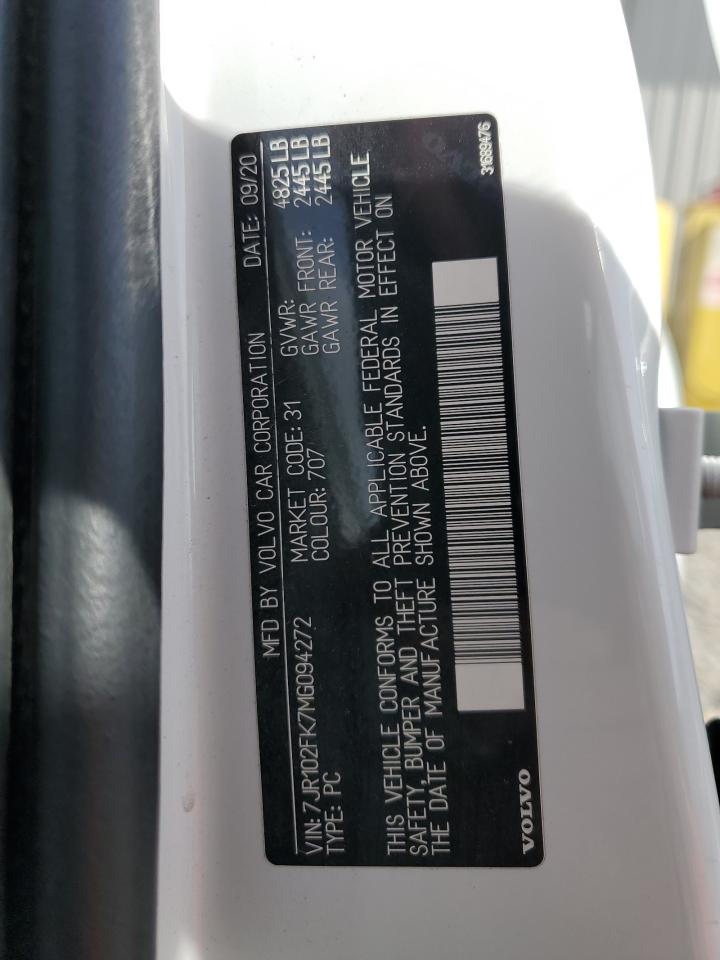 MFD BY VOLVO CAR CORPORATION DATE: 09/20
VIN: 7JR102FK7MG094272 MARKET CODE: 31 GVWR: 4825 LB
TYPE: PC COLOUR: 707 GAWR FRONT: 2445 LB
GAWR REAR: 2445 LB
THIS VEHICLE CONFORMS TO ALL APPLICABLE FEDERAL MOTOR VEHICLE
SAFETY, BUMPER AND THEFT PREVENTION STANDARDS IN EFFECT ON
THE DATE OF MANUFACTURE SHOWN ABOVE.
VOLVO 31689476